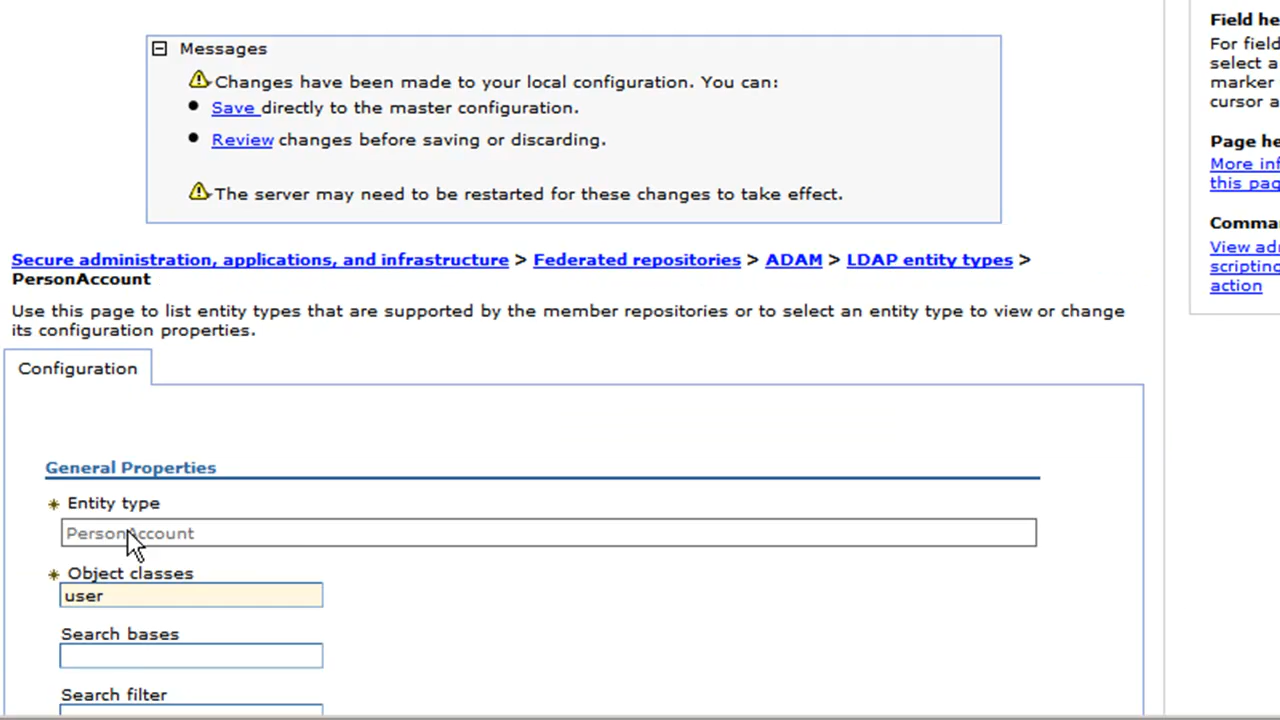 Messages
Changes have been made to your local configuration. You can:
Save directly to the master configuration.
Review changes before saving or discarding.
The server may need to be restarted for these changes to take effect.
Secure administration, applications, and infrastructure > Federated repositories > ADAM > LDAP entity types >
PersonAccount
Use this page to list entity types that are supported by the member repositories or to select an entity type to view or change
its configuration properties.
Configuration
General Properties
Entity type
PersonAccount
Object classes
user
Search bases
Search filter
Field he
For field
select a
marker
cursor a
Page he
More inf
this pag
Comma
View ad
scripting
action